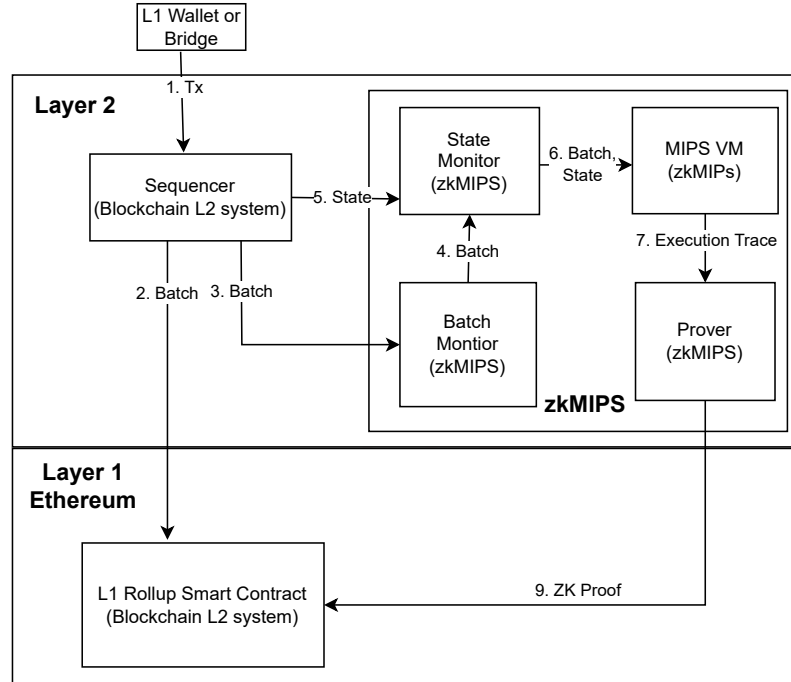 L1 Wallet or
Bridge
1. Tx
Layer 2
Sequencer
(Blockchain L2 system)
5. State
State
Monitor
(zkMIPS)
6. Batch,
State
MIPS VM
(zkMIPs)
7. Execution Trace
4. Batch
2. Batch
3. Batch
Batch
Montior
(zkMIPS)
Prover
(zkMIPS)
zkMIPS
Layer 1
Ethereum
L1 Rollup Smart Contract
(Blockchain L2 system)
9. ZK Proof